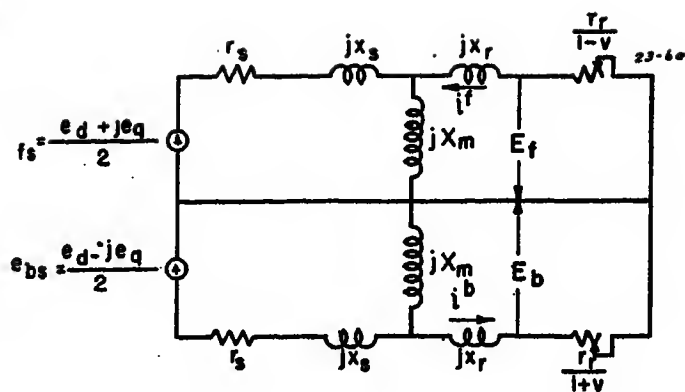 r_s
jx_s
jx_r
r_r
1-v
23-6a
i^f
fs = e_d + je_q
2
jX_m
E_f
e_bs = e_d - je_q
2
jX_m
E_b
i^b
r_s
jx_s
jx_r
r_r
1+v